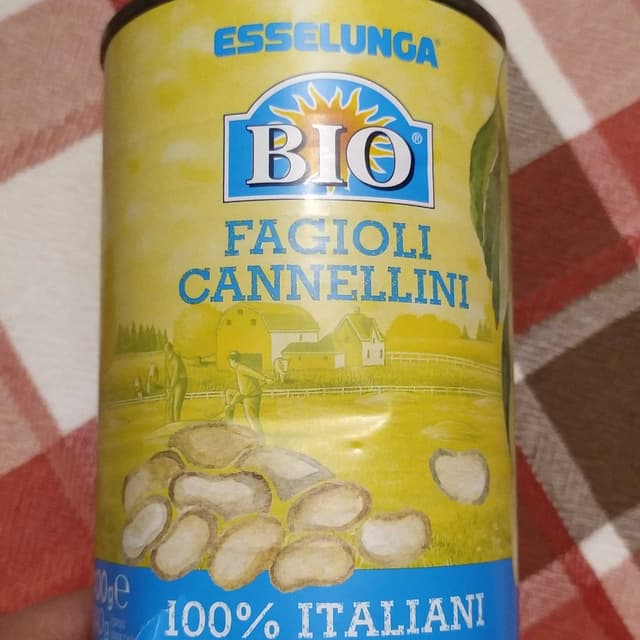 ESSELUNGA
BIO®
FAGIOLI
CANNELLINI
100% ITALIANI